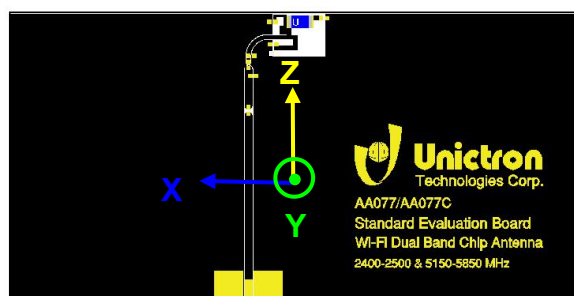 U
Z
X
Y
Unictron
Technologies Corp.
AA077/AA077C
Standard Evaluation Board
Wi-Fi Dual Band Chip Antenna
2400-2500 & 5150-5850 MHz